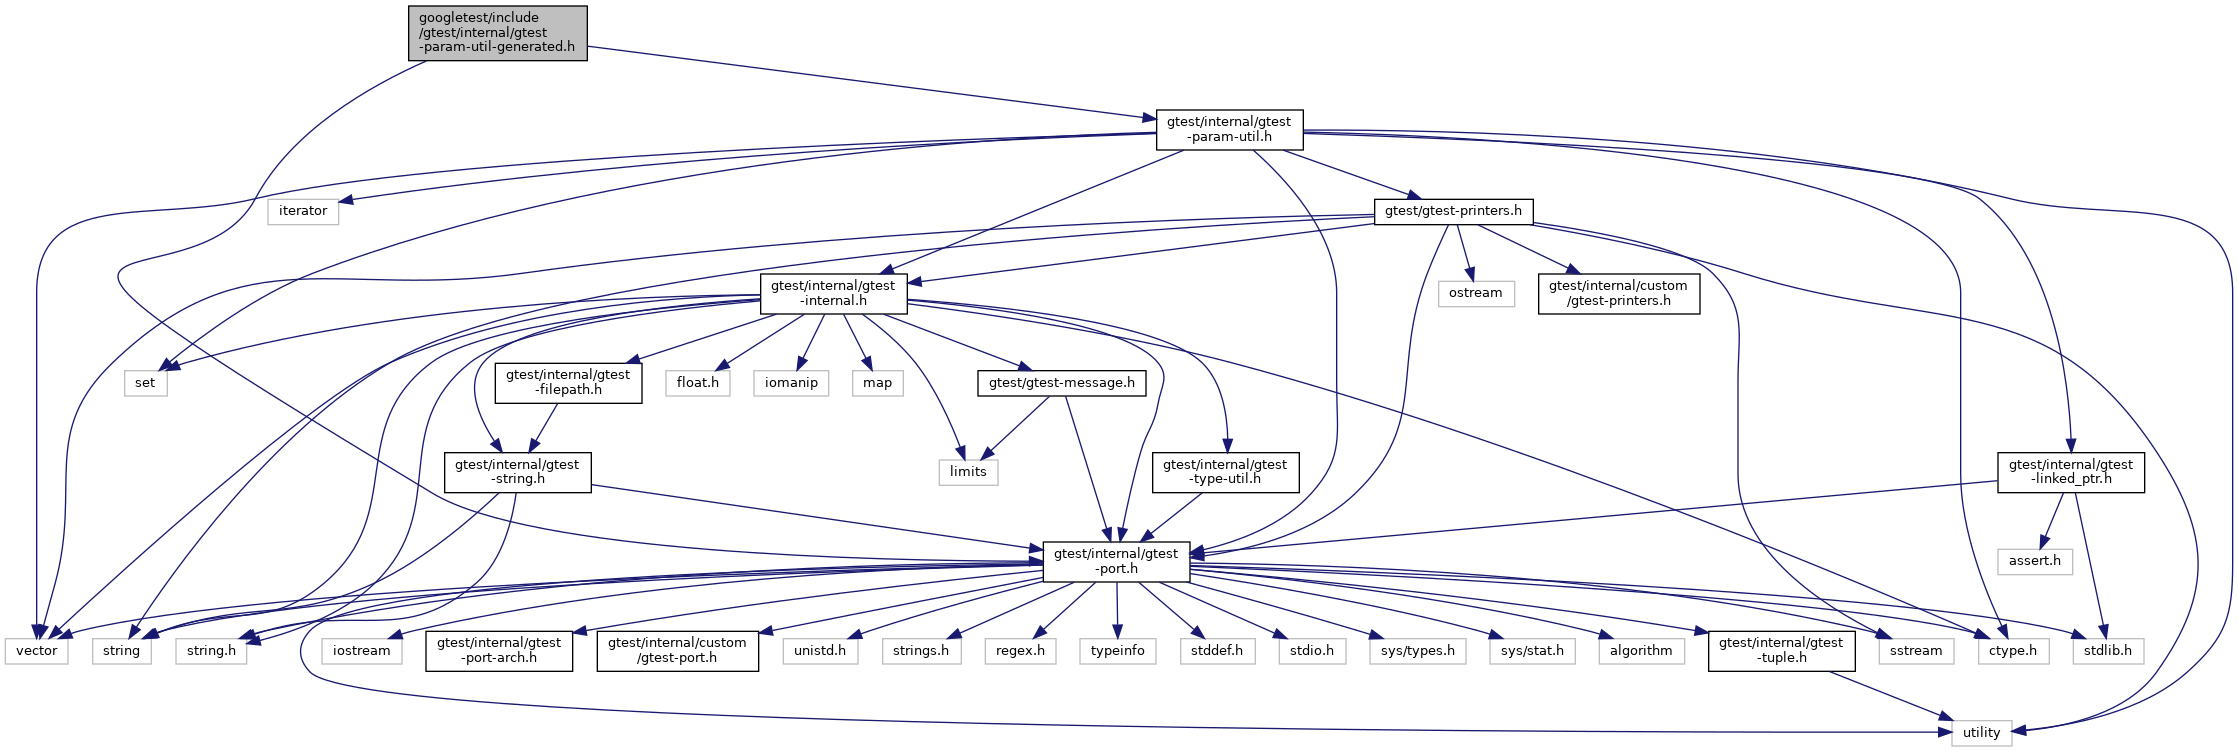 googletest/include
/gtest/internal/gtest
-param-util-generated.h
gtest/internal/gtest
-param-util.h
iterator
gtest/gtest-printers.h
gtest/internal/gtest
-internal.h
ostream
gtest/internal/custom
/gtest-printers.h
set
gtest/internal/gtest
-filepath.h
float.h
iomanip
map
gtest/gtest-message.h
gtest/internal/gtest
-string.h
limits
gtest/internal/gtest
-type-util.h
gtest/internal/gtest
-linked_ptr.h
gtest/internal/gtest
-port.h
assert.h
vector
string
string.h
iostream
gtest/internal/gtest
-port-arch.h
gtest/internal/custom
/gtest-port.h
unistd.h
strings.h
regex.h
typeinfo
stddef.h
stdio.h
sys/types.h
sys/stat.h
algorithm
gtest/internal/gtest
-tuple.h
sstream
ctype.h
stdlib.h
utility